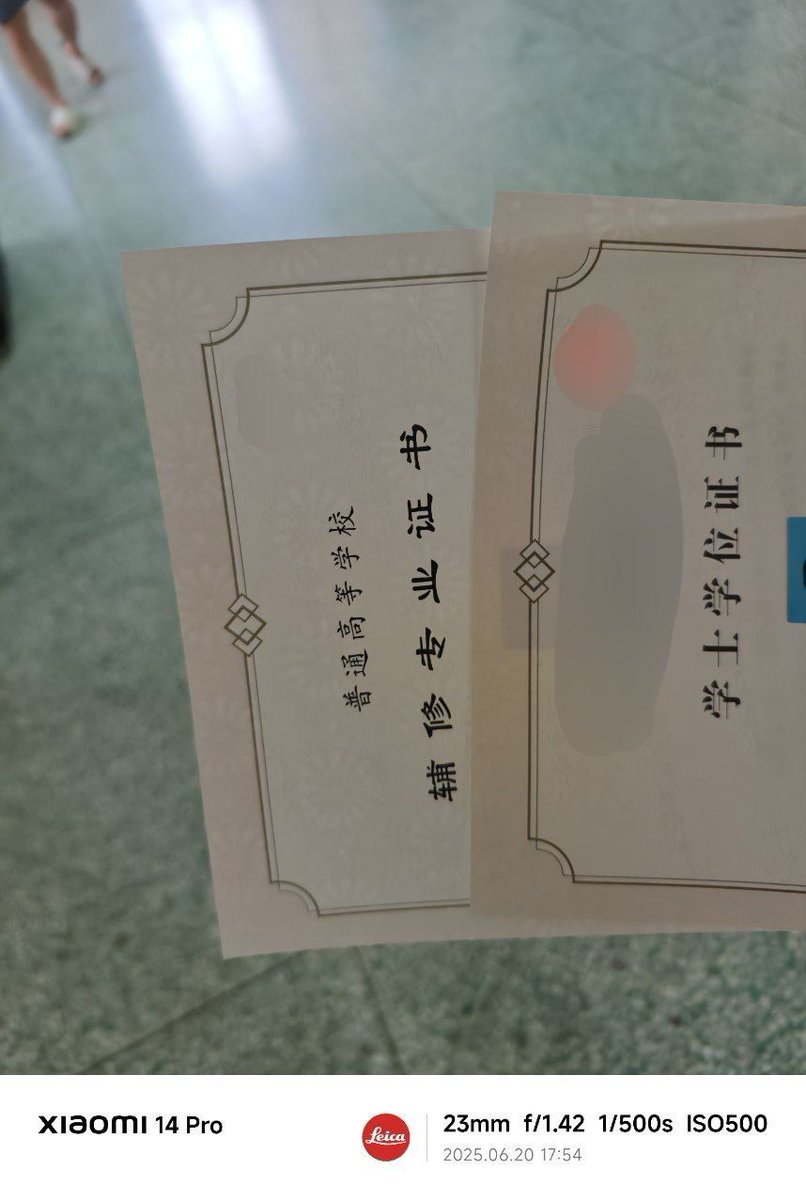 普通高等学校
辅修专业证书
学士学位证书
XIAOMI 14 Pro
Leica
23mm f/1.42 1/500s ISO500
2025.06.20 17:54